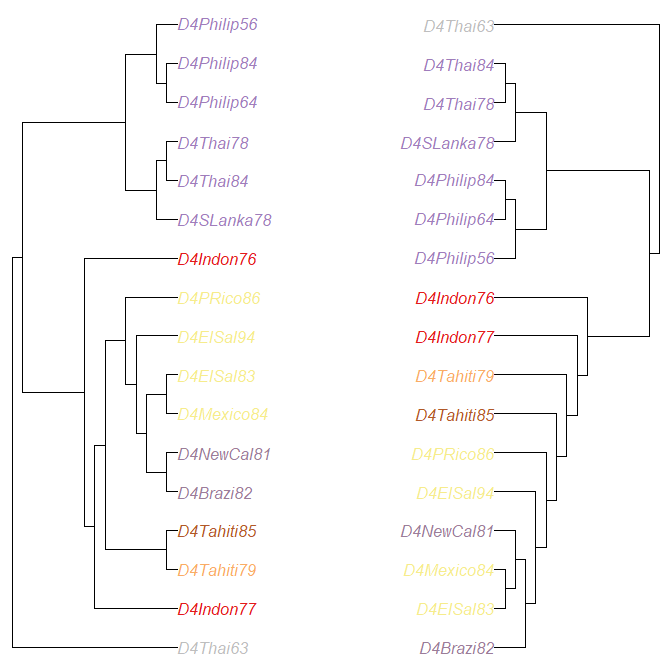 D4Philip56
D4Thai63
D4Philip84
D4Thai84
D4Philip64
D4Thai78
D4Thai78
D4SLanka78
D4Thai84
D4Philip84
D4SLanka78
D4Philip64
D4Indon76
D4Philip56
D4PRico86
D4Indon76
D4ElSal94
D4Indon77
D4ElSal83
D4Tahiti79
D4Mexico84
D4Tahiti85
D4NewCal81
D4PRico86
D4Brazi82
D4ElSal94
D4Tahiti85
D4NewCal81
D4Tahiti79
D4Mexico84
D4Indon77
D4ElSal83
D4Thai63
D4Brazi82